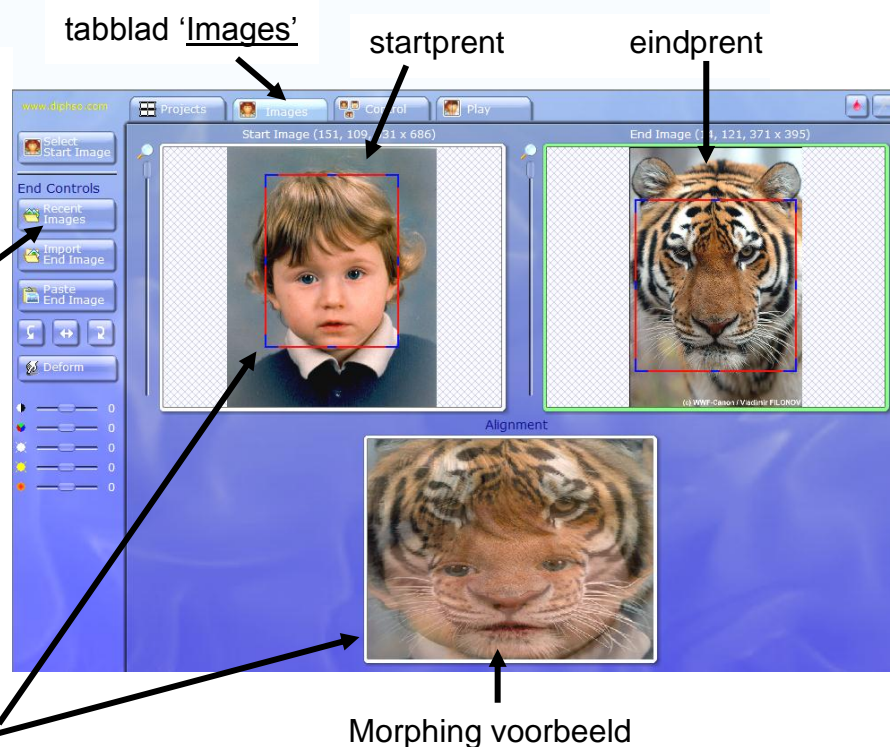 tabblad ‘Images’
startprent
eindprent
www.diphso.com
Projects
Images
Play
Start Image (151, 109, 31 x 686)
End Image (14, 121, 371 x 395)
Select
Start Image
End Controls
Recent
Images
Import
End Image
Paste
End Image
Deform
0
0
0
0
0
(c) WWF-Canon / Vladimir FILONOV
Alignment
Morphing voorbeeld